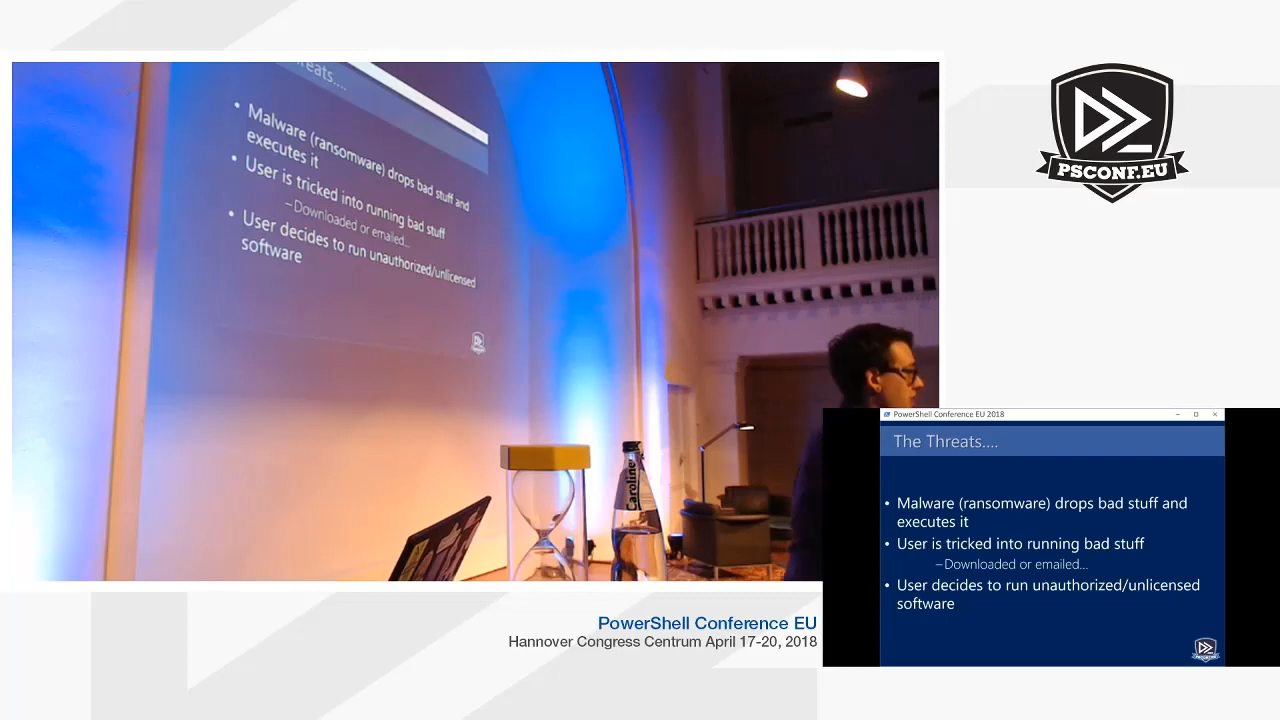 reats....
• Malware (ransomware) drops bad stuff and
executes it
• User is tricked into running bad stuff
–Downloaded or emailed...
• User decides to run unauthorized/unlicensed
software
Caroline
PSCONF.EU
PowerShell Conference EU
Hannover Congress Centrum April 17-20, 2018
PowerShell Conference EU 2018
The Threats....
• Malware (ransomware) drops bad stuff and
executes it
• User is tricked into running bad stuff
–Downloaded or emailed...
• User decides to run unauthorized/unlicensed
software
PSCONF.EU